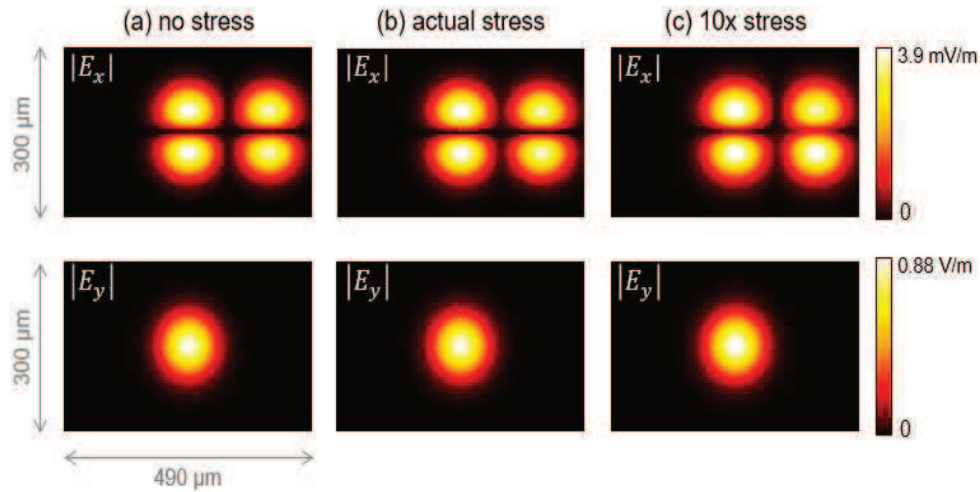 (a) no stress (b) actual stress (c) 10x stress
|Ex| |Ex| |Ex| 3.9 mV/m
300 µm
0
|Ey| |Ey| |Ey| 0.88 V/m
300 µm
0
490 µm